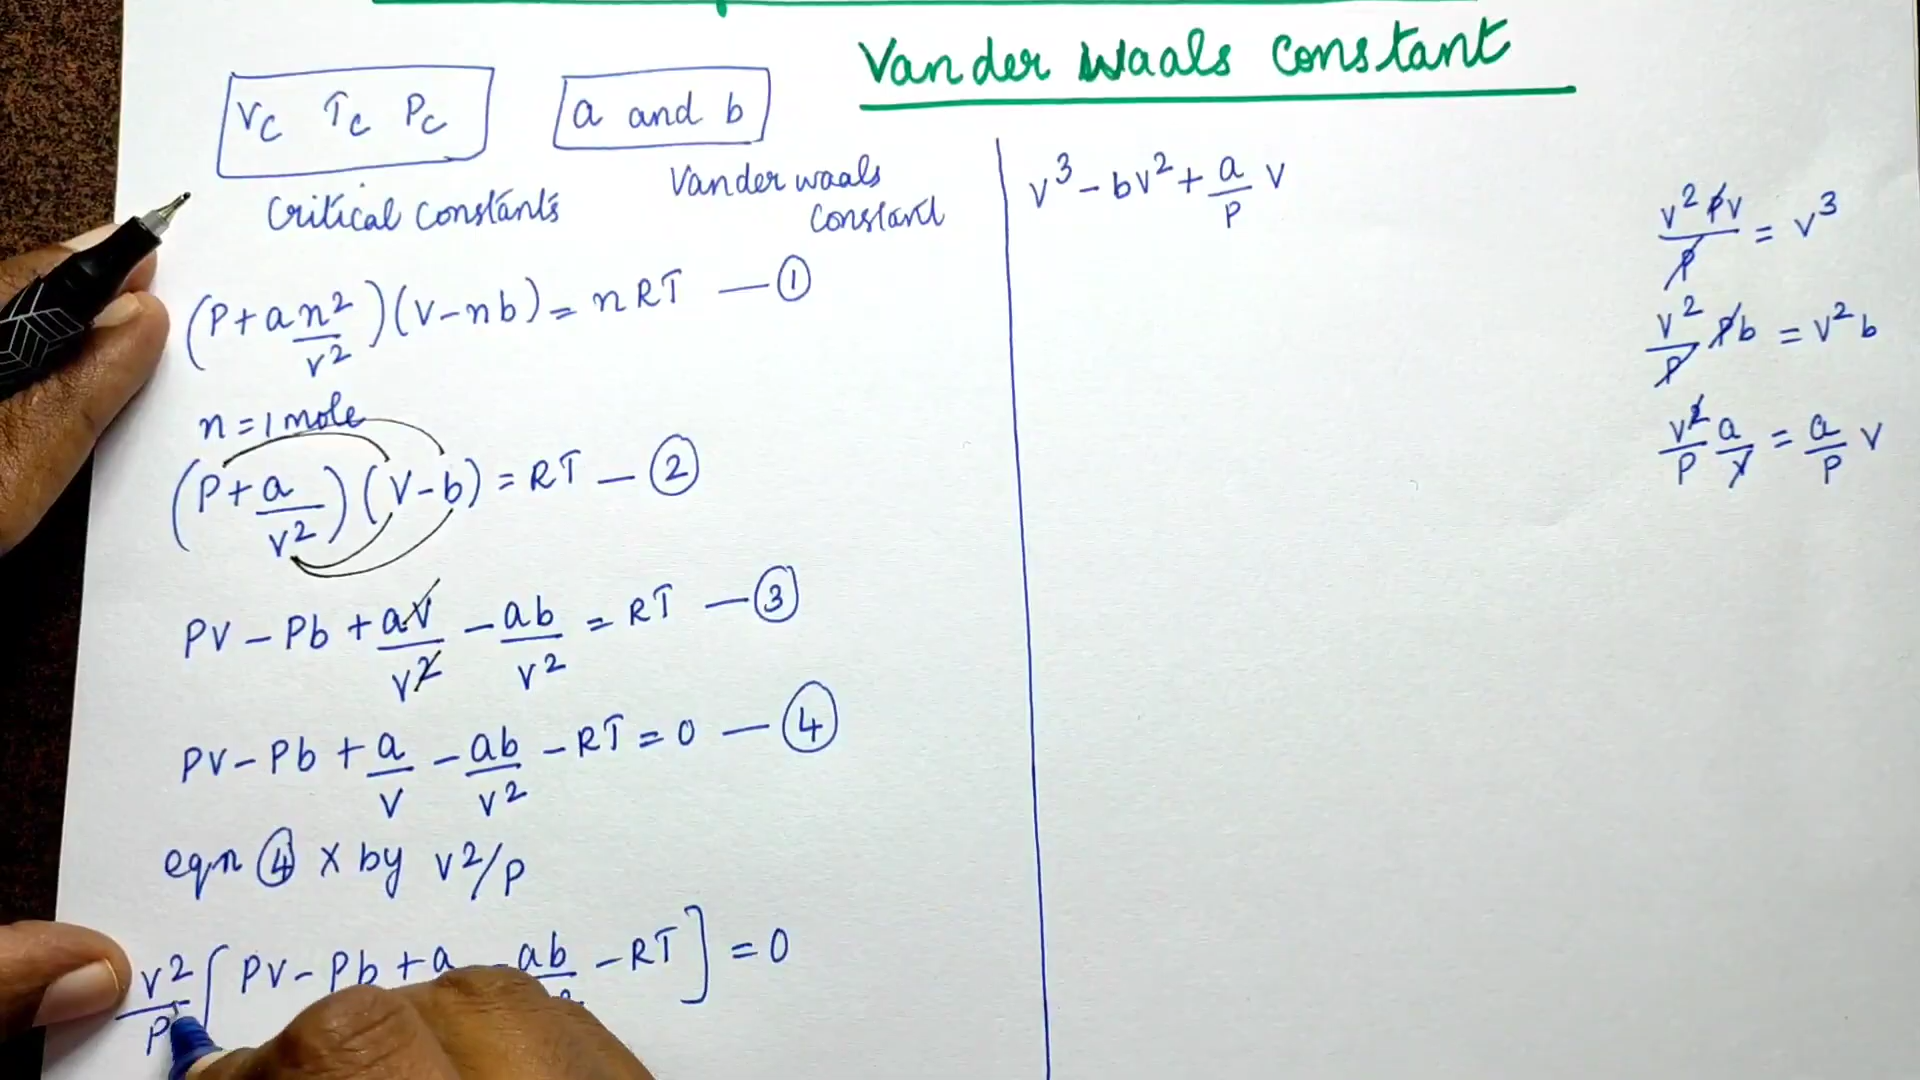 Vander waals constant
Vc Tc Pc
a and b
Critical constants
Vander waals
constant
(P+an²/v²)(V-nb) = nRT — ①
n = 1 mole
(P+a/v²)(V-b) = RT — ②
PV - Pb + av/v² - ab/v² = RT — ③
PV - Pb + a/v - ab/v² - RT = 0 — ④
eqn ④ x by v²/P
v²/P [PV - Pb + a - ab - RT] = 0
v³ - bv² + a/P v
v² Pv/P = v³
v²/P Pb = v²b
v²/P a/v = a/P v